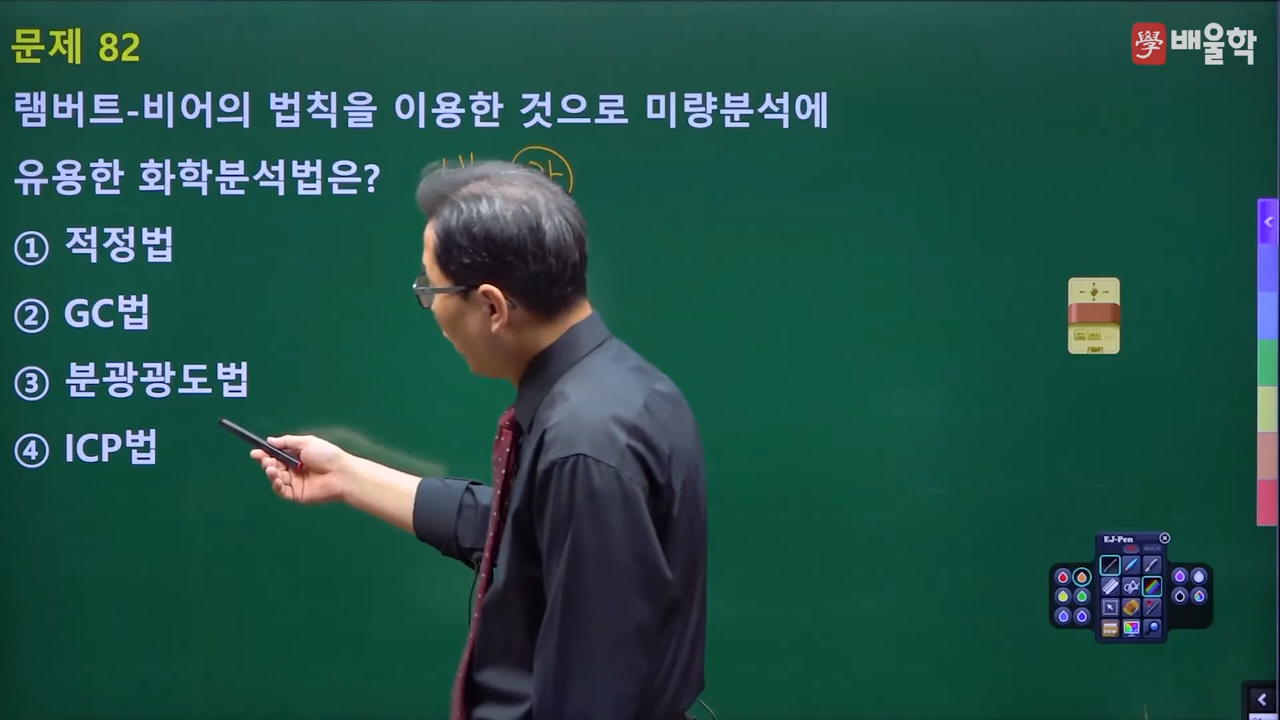 문제 82
學 배울학
램버트-비어의 법칙을 이용한 것으로 미량분석에
유용한 화학분석법은?
① 적정법
② GC법
③ 분광광도법
④ ICP법
EJ-Pen